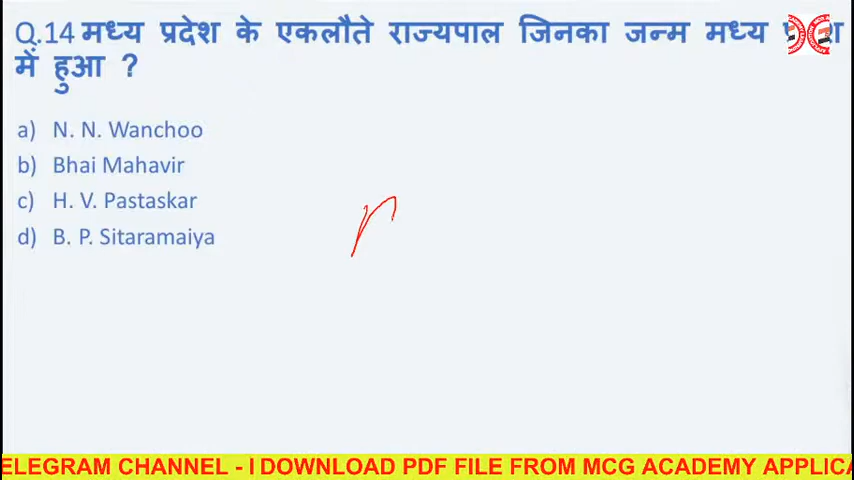 Q.14 मध्य प्रदेश के एकलौते राज्यपाल जिनका जन्म मध्य
में हुआ ?
a) N. N. Wanchoo
b) Bhai Mahavir
c) H. V. Pastaskar
d) B. P. Sitaramaiya
ELEGRAM CHANNEL - I DOWNLOAD PDF FILE FROM MCG ACADEMY APPLICA